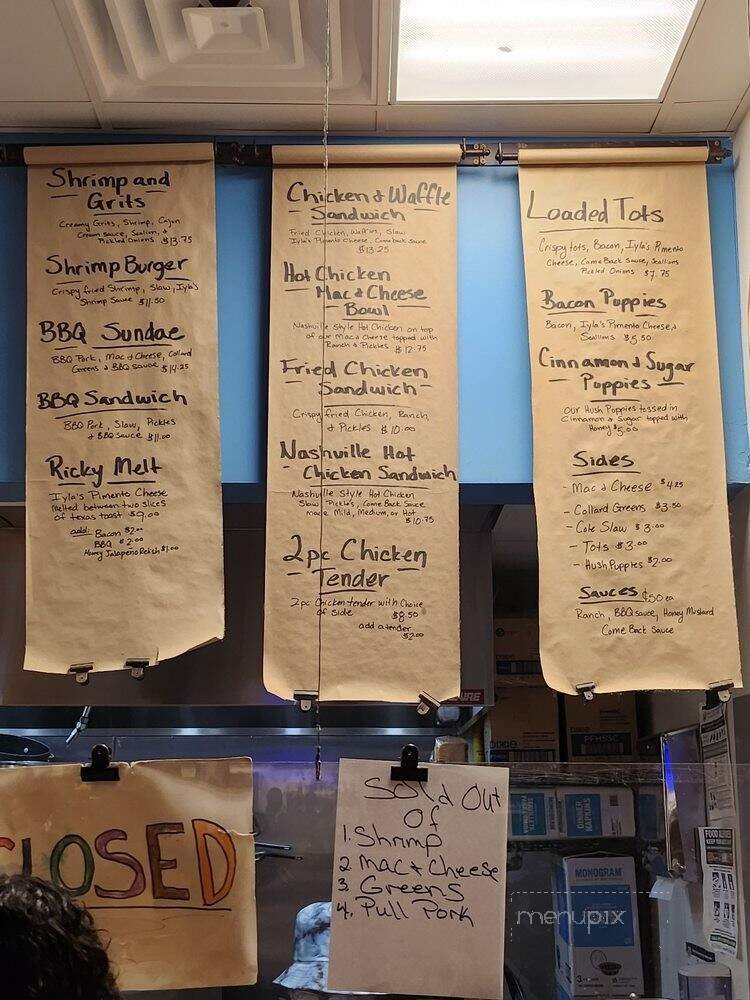 Shrimp and
Grits
Creamy Grits, Shrimp, Cajun
Cream sauce, Scallions, &
Pickled Onions $13.75
Shrimp Burger
Crispy fried Shrimp, Slaw, Iyla's
Shrimp Sauce $11.50
BBQ Sundae
BBQ Pork, Mac & Cheese, Collard
Greens & BBQ Sauce $14.25
BBQ Sandwich
BBQ Pork, Slaw, Pickles
& BBQ Sauce $11.00
Ricky Melt
Iyla's Pimento Cheese
Melted between two slices
of texas toast $9.00
add: Bacon $2.00
BBQ $2.00
Honey Jalapeño Relish $1.00
Chicken & Waffle
Sandwich
Fried Chicken, Waffles, Slaw
Iyla's Pimento Cheese, Comeback Sauce
$13.25
Hot Chicken
Mac & Cheese
Bowl
Nashville Style Hot Chicken on top
of our Mac & Cheese topped with
Ranch & Pickles $12.75
Fried Chicken
Sandwich
Crispy fried Chicken, Ranch
& Pickles $10.00
Nashville Hot
Chicken Sandwich
Nashville Style Hot Chicken
Slaw, Pickles, Come Back Sauce
made Mild, Medium, or Hot
$10.75
2pc Chicken
Tender
2pc Chicken tender with Choice
of Side $8.50
add a tender
$2.00
Loaded Tots
Crispy tots, Bacon, Iyla's Pimento
Cheese, Come Back Sauce, Scallions
Pickled Onions $7.75
Bacon Puppies
Bacon, Iyla's Pimento Cheese &
Scallions $5.50
Cinnamon & Sugar
Puppies
Our Hush Puppies tossed in
Cinnamon & Sugar topped with
Honey $5.00
Sides
- Mac & Cheese $4.25
- Collard Greens $3.50
- Cole Slaw $3.00
- Tots $3.00
- Hush Puppies $2.00
Sauces ¢50 ea
Ranch, BBQ sauce, Honey Mustard
Come Back Sauce
CLOSED
Sold Out
Of
1. Shrimp
2 Mac & Cheese
3 Greens
4. Pull Pork
MONOGRAM
menupix